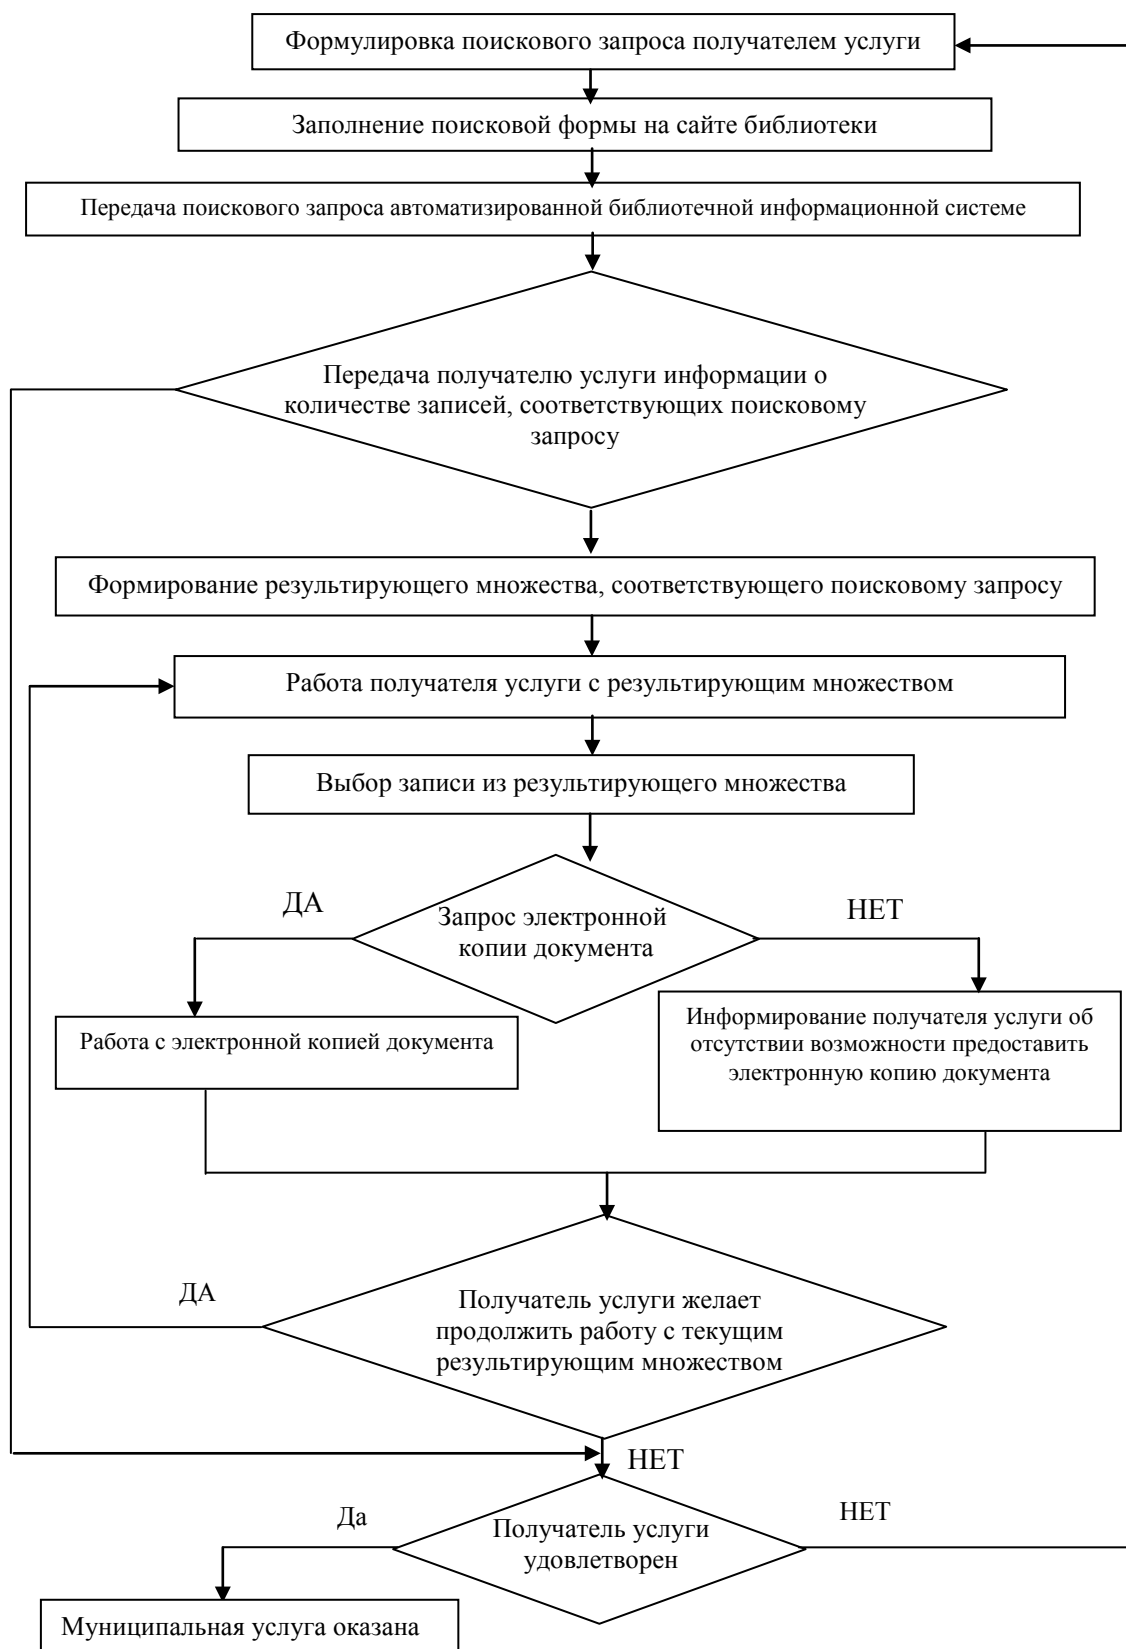 Формулировка поискового запроса получателем услуги
Заполнение поисковой формы на сайте библиотеки
Передача поискового запроса автоматизированной библиотечной информационной системе
Передача получателю услуги информации о
количестве записей, соответствующих поисковому
запросу
Формирование результирующего множества, соответствующего поисковому запросу
Работа получателя услуги с результирующим множеством
Выбор записи из результирующего множества
ДА
Запрос электронной
копии документа
НЕТ
Работа с электронной копией документа
Информирование получателя услуги об
отсутствии возможности предоставить
электронную копию документа
ДА
Получатель услуги желает
продолжить работу с текущим
результирующим множеством
НЕТ
Да
Получатель услуги
удовлетворен
НЕТ
Муниципальная услуга оказана